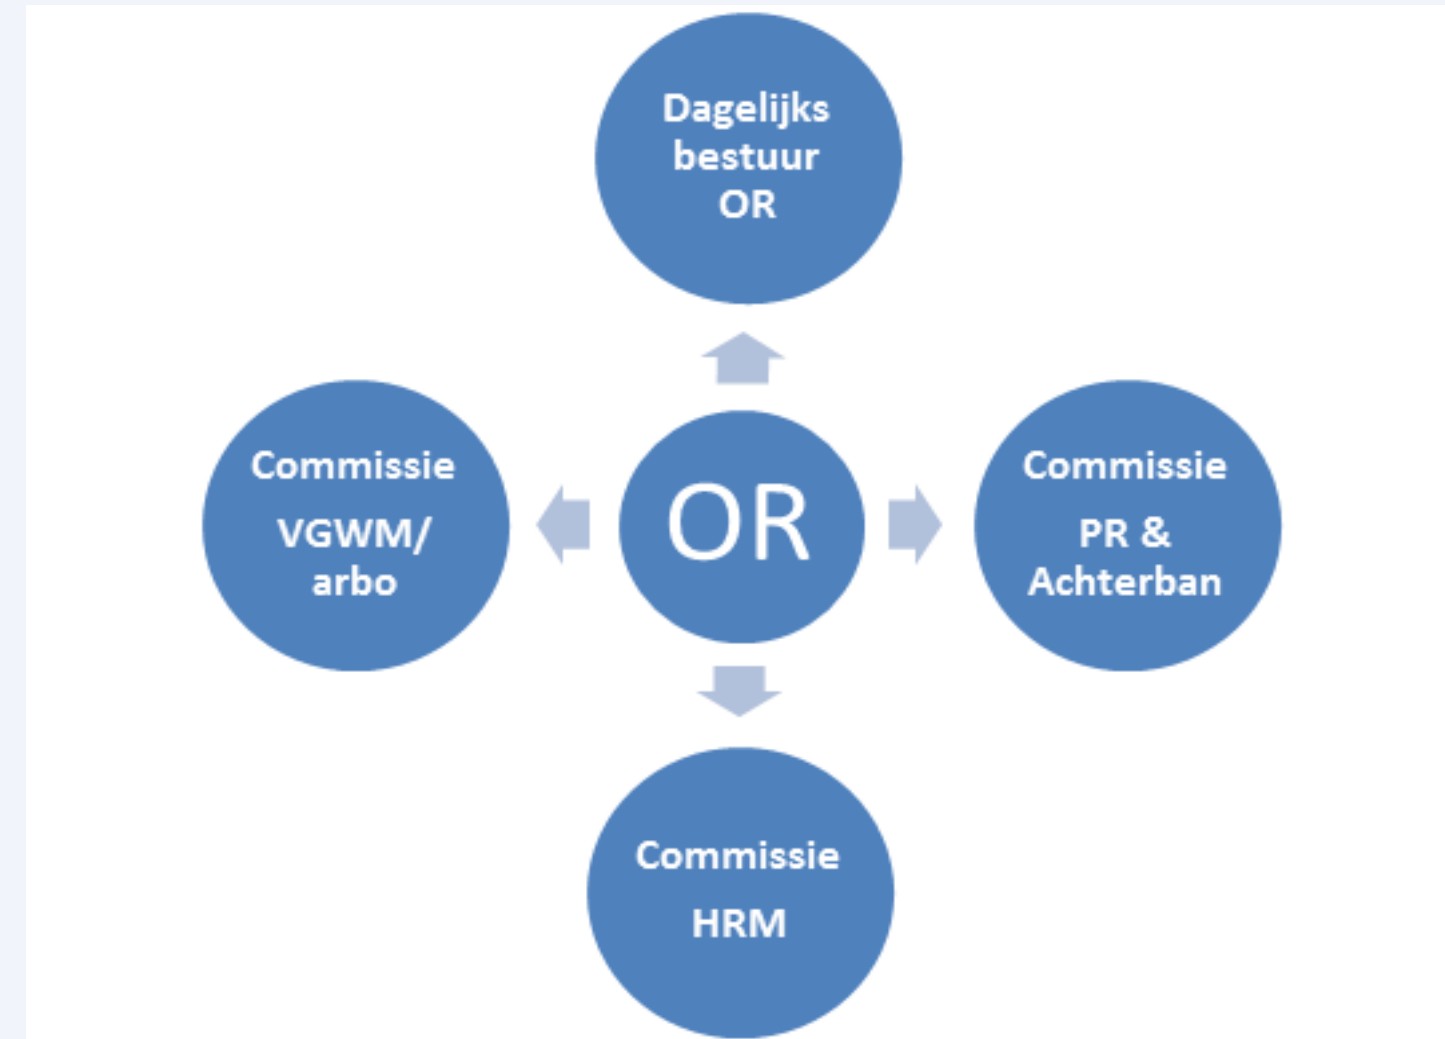 Dagelijks
bestuur
OR
Commissie
VGWM/
arbo
OR
Commissie
PR &
Achterban
Commissie
HRM